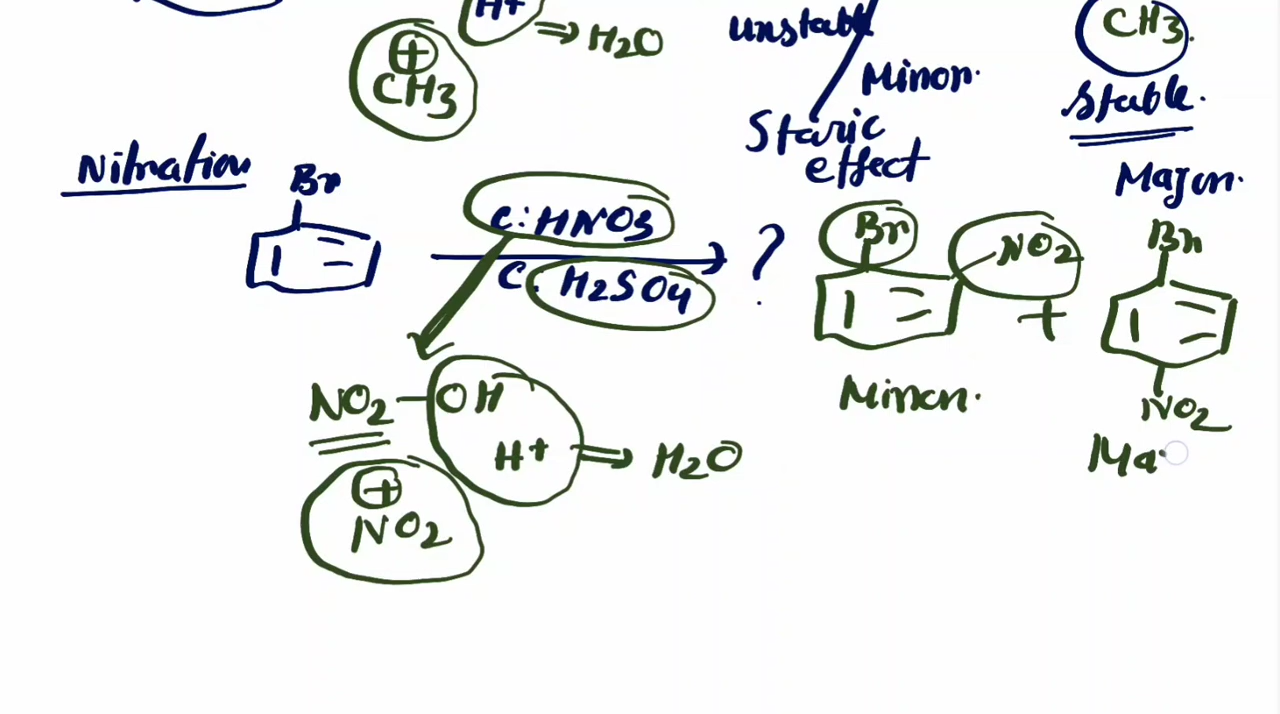 H+
⇒ H2O
⊕
CH3
unstable
Minor.
Staric
effect
CH3.
Stable.
Major.
Nitration
Br
C: HNO3
C. H2SO4
?
Br
NO2
+
Minor.
Br
NO2
Ma
NO2 - OH
H+ ⇒ H2O
⊕
NO2